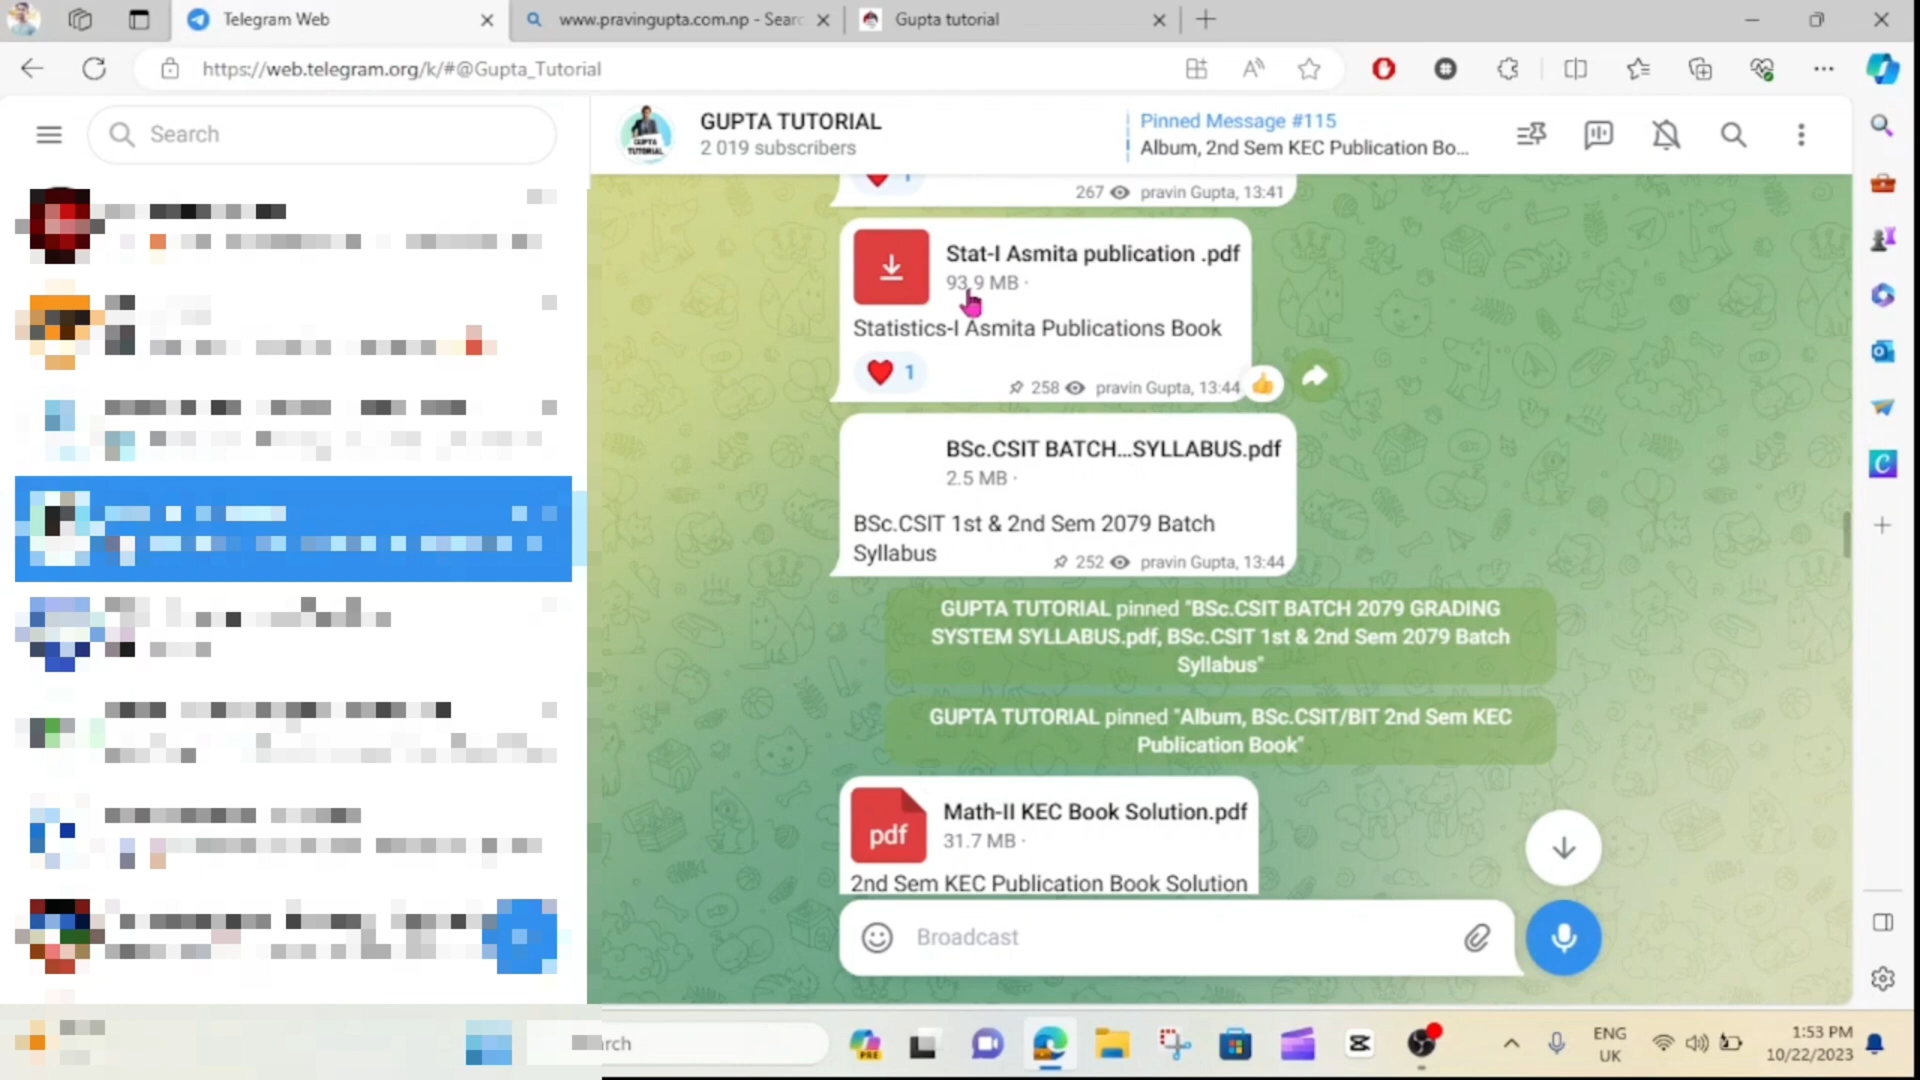 Telegram Web
www.pravingupta.com.np - Searc
Gupta tutorial
https://web.telegram.org/k/#@Gupta_Tutorial
Search
GUPTA TUTORIAL
2 019 subscribers
Pinned Message #115
Album, 2nd Sem KEC Publication Bo...
1
267 pravin Gupta, 13:41
Stat-I Asmita publication .pdf
93.9 MB ·
Statistics-I Asmita Publications Book
1
258 pravin Gupta, 13:44
BSc.CSIT BATCH...SYLLABUS.pdf
2.5 MB ·
BSc.CSIT 1st & 2nd Sem 2079 Batch
Syllabus
252 pravin Gupta, 13:44
GUPTA TUTORIAL pinned "BSc.CSIT BATCH 2079 GRADING
SYSTEM SYLLABUS.pdf, BSc.CSIT 1st & 2nd Sem 2079 Batch
Syllabus"
GUPTA TUTORIAL pinned "Album, BSc.CSIT/BIT 2nd Sem KEC
Publication Book"
pdf
Math-II KEC Book Solution.pdf
31.7 MB ·
2nd Sem KEC Publication Book Solution
Broadcast
rch
PRE
ENG
UK
1:53 PM
10/22/2023